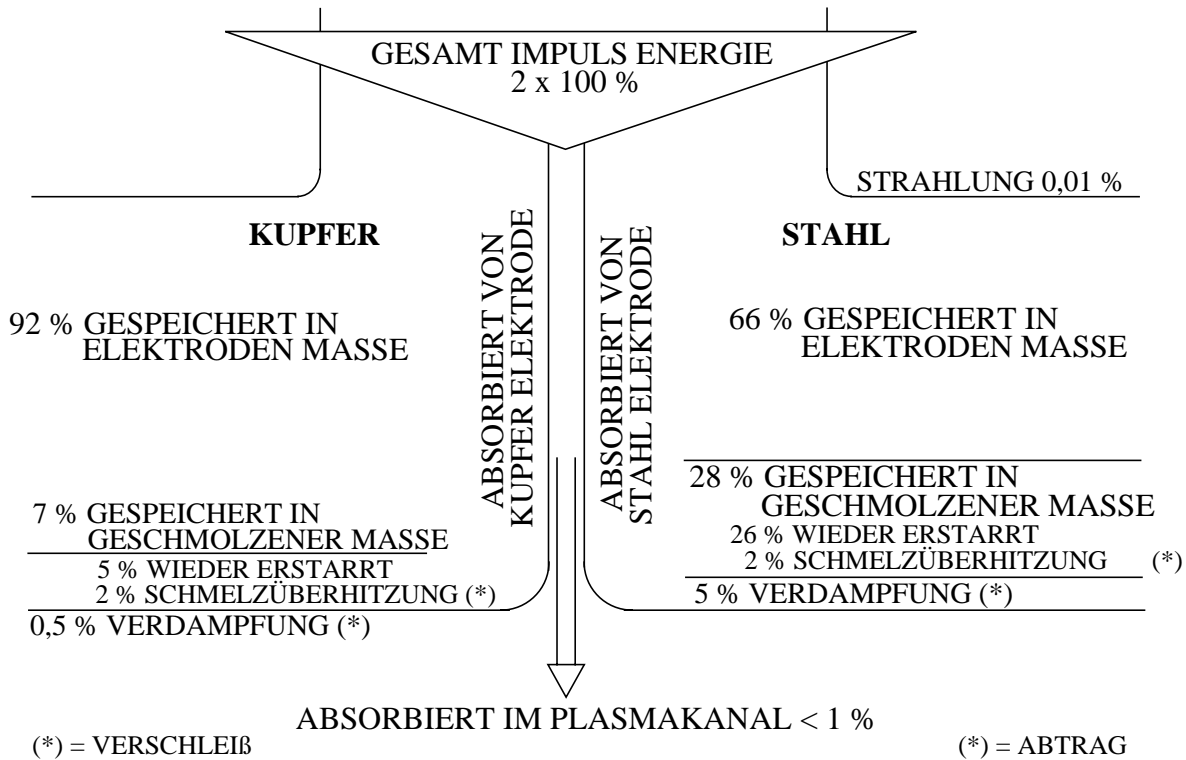 GESAMT IMPULS ENERGIE
2 x 100 %
STRAHLUNG 0,01 %
KUPFER
STAHL
ABSORBIERT VON
KUPFER ELEKTRODE
ABSORBIERT VON
STAHL ELEKTRODE
92 % GESPEICHERT IN
ELEKTRODEN MASSE
66 % GESPEICHERT IN
ELEKTRODEN MASSE
7 % GESPEICHERT IN
GESCHMOLZENER MASSE
5 % WIEDER ERSTARRT
2 % SCHMELZÜBERHITZUNG (*)
0,5 % VERDAMPFUNG (*)
28 % GESPEICHERT IN
GESCHMOLZENER MASSE
26 % WIEDER ERSTARRT
2 % SCHMELZÜBERHITZUNG (*)
5 % VERDAMPFUNG (*)
ABSORBIERT IM PLASMAKANAL < 1 %
(*) = VERSCHLEIß
(*) = ABTRAG